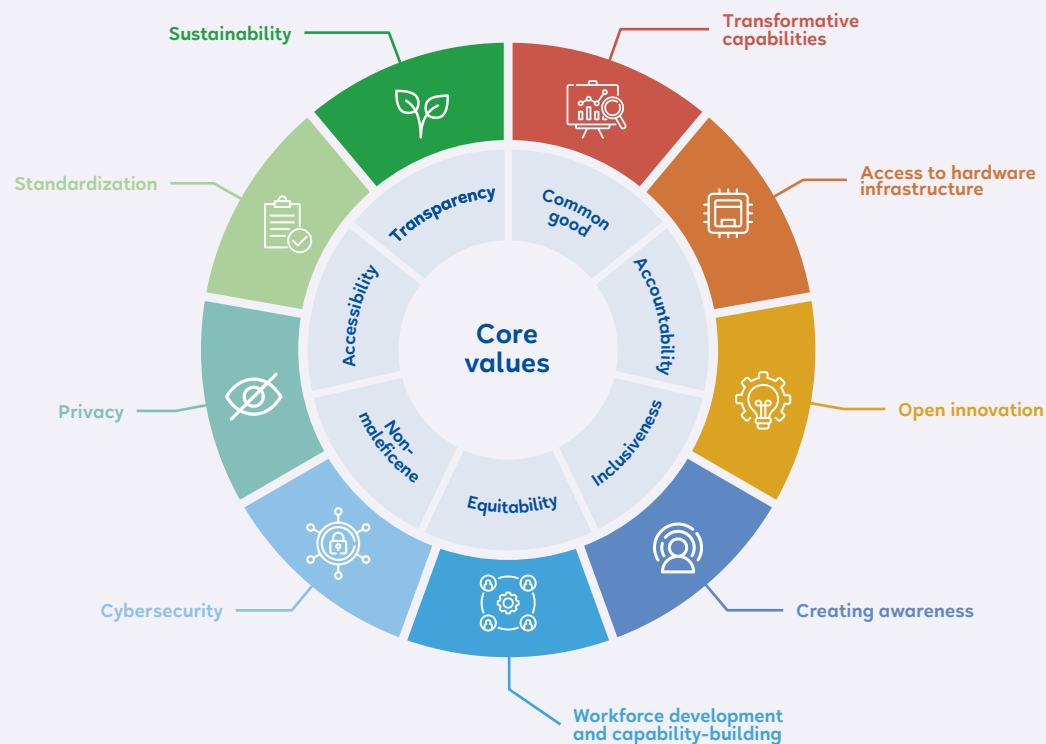 Transformative
capabilities
Sustainability
Access to hardware
infrastructure
Standardization
Transparency
Common
good
Accessibility
Accountability
Core
values
Privacy
Open innovation
Non-
maleficene
Inclusiveness
Equitability
Cybersecurity
Creating awareness
Workforce development
and capability-building